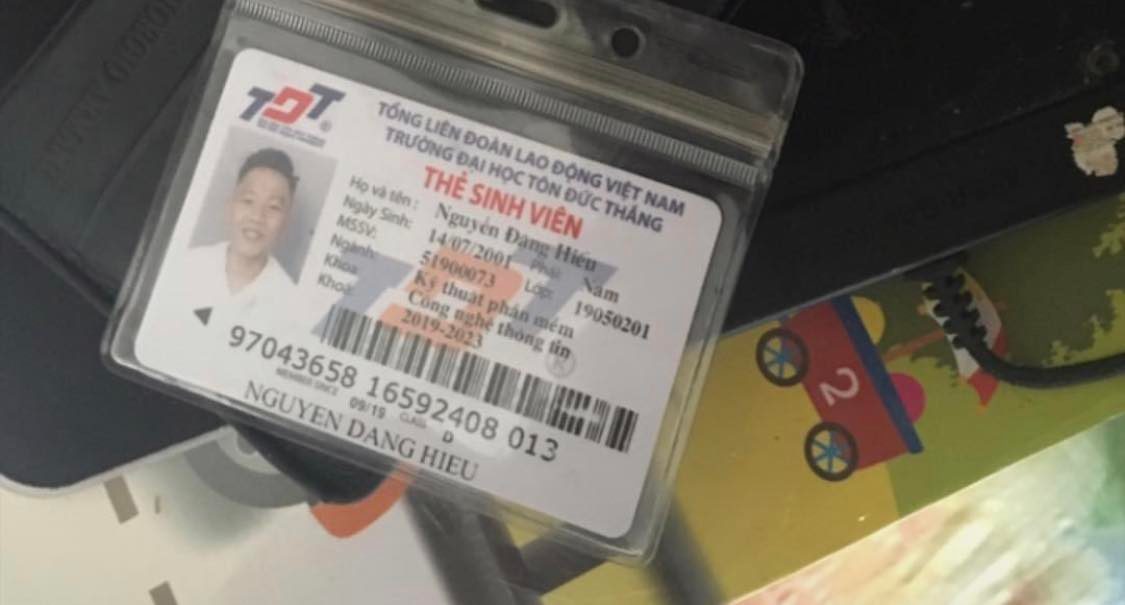 TDT
TỔNG LIÊN ĐOÀN LAO ĐỘNG VIỆT NAM
TRƯỜNG ĐẠI HỌC TÔN ĐỨC THẮNG
THẺ SINH VIÊN
Họ và tên : Nguyễn Đăng Hiếu
Ngày Sinh: 14/07/2001 Phái: Nam
MSSV: 51900073 Lớp: 19050201
Ngành: Kỹ thuật phần mềm
Khoa Công nghệ thông tin
Khoá: 2019-2023
97043658 16592408 013
MEMBER SINCE 09/19 CLASS D
NGUYEN DANG HIEU
2